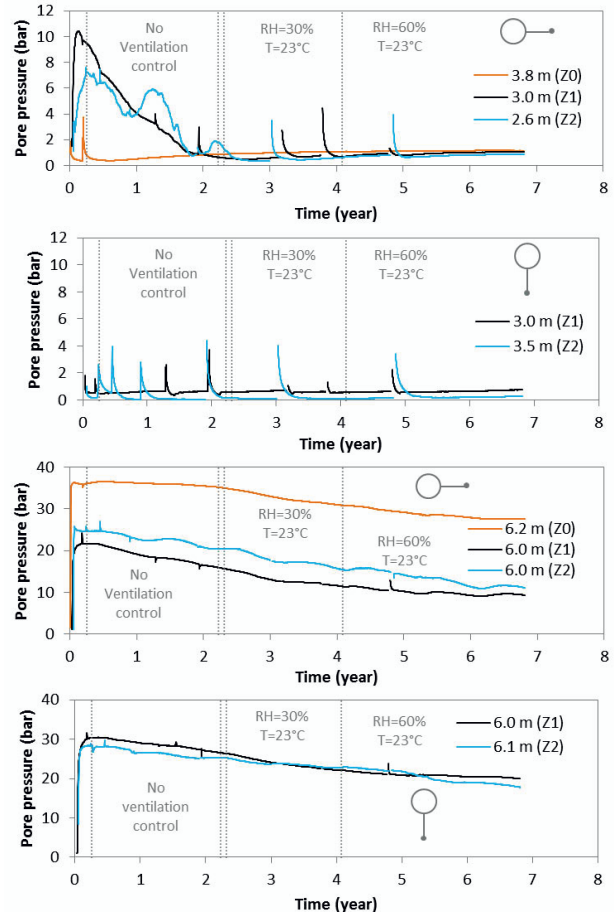 12
10
8
6
4
2
0
Pore pressure (bar)
No
Ventilation
control
RH=30%
T=23°C
RH=60%
T=23°C
3.8 m (Z0)
3.0 m (Z1)
2.6 m (Z2)
0 1 2 3 4 5 6 7 8
Time (year)
12
10
8
6
4
2
0
Pore pressure (bar)
No
Ventilation
control
RH=30%
T=23°C
RH=60%
T=23°C
3.0 m (Z1)
3.5 m (Z2)
0 1 2 3 4 5 6 7 8
Time (year)
40
30
20
10
0
Pore pressure (bar)
No
Ventilation
control
RH=30%
T=23°C
RH=60%
T=23°C
6.2 m (Z0)
6.0 m (Z1)
6.0 m (Z2)
0 1 2 3 4 5 6 7 8
Time (year)
40
30
20
10
0
Pore pressure (bar)
No
Ventilation
control
RH=30%
T=23°C
RH=60%
T=23°C
6.0 m (Z1)
6.1 m (Z2)
0 1 2 3 4 5 6 7 8
Time (year)